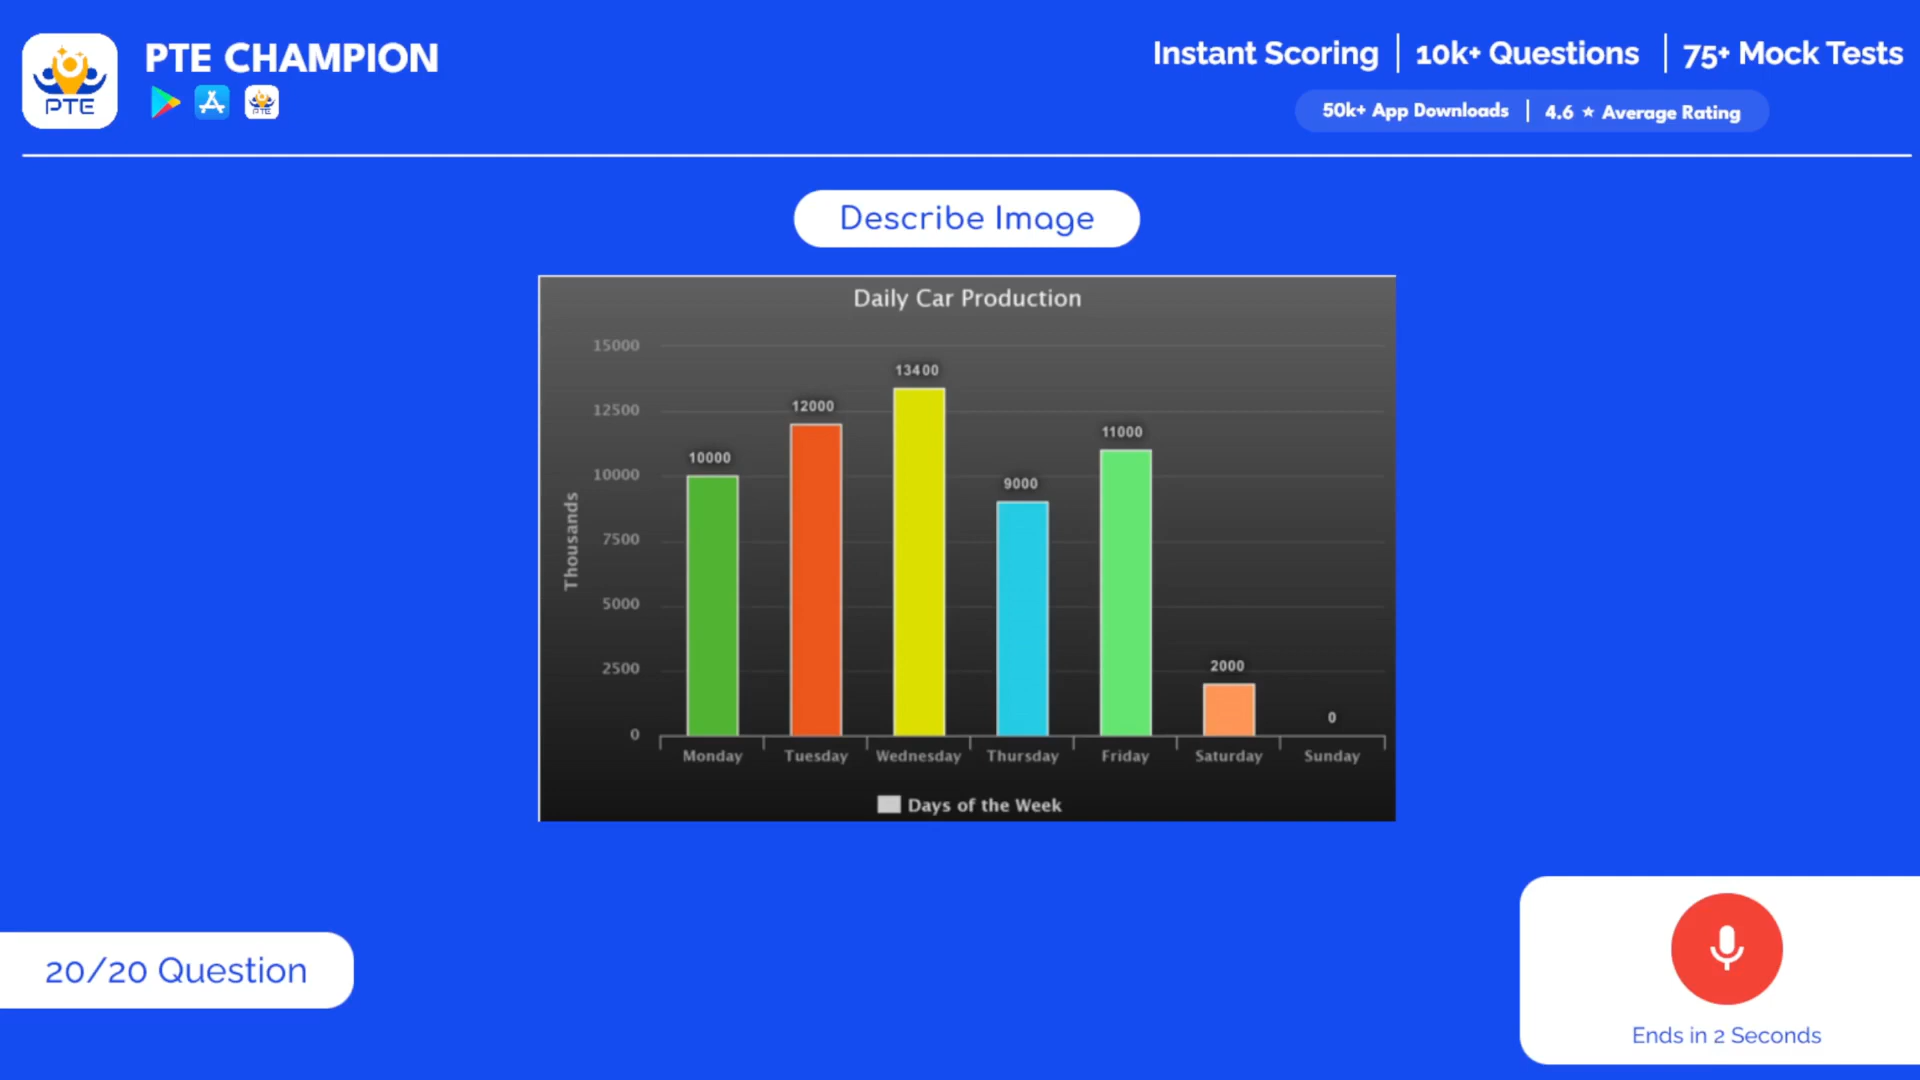 PTE CHAMPION
PTE
PTE
Instant Scoring | 10k+ Questions | 75+ Mock Tests
50k+ App Downloads | 4.6 ★ Average Rating
Describe Image
Daily Car Production
15000
12500
10000
7500
5000
2500
0
Thousands
10000
12000
13400
9000
11000
2000
0
Monday Tuesday Wednesday Thursday Friday Saturday Sunday
Days of the Week
20/20 Question
Ends in 2 Seconds